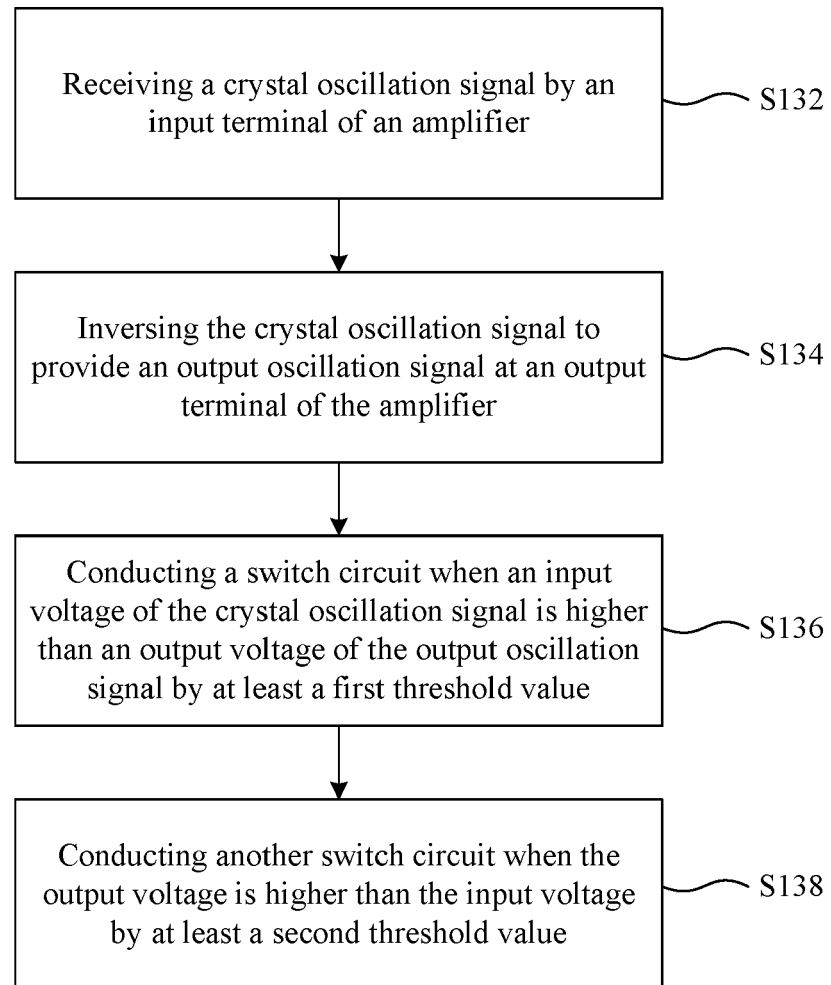 Receiving a crystal oscillation signal by an
input terminal of an amplifier
S132
Inversing the crystal oscillation signal to
provide an output oscillation signal at an output
terminal of the amplifier
S134
Conducting a switch circuit when an input
voltage of the crystal oscillation signal is higher
than an output voltage of the output oscillation
signal by at least a first threshold value
S136
Conducting another switch circuit when the
output voltage is higher than the input voltage
by at least a second threshold value
S138